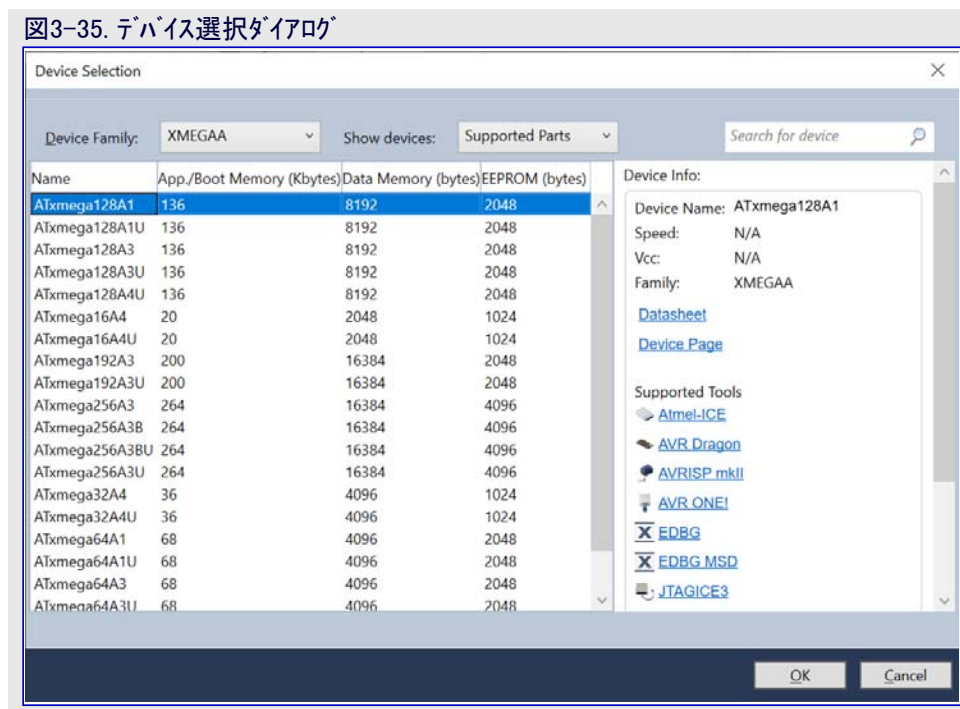 図3-35. ﾃﾞﾊﾞｲｽ選択ﾀﾞｲｱﾛｸﾞ
Device Selection
Device Family: XMEGAA Show devices: Supported Parts Search for device
Name App./Boot Memory (Kbytes) Data Memory (bytes) EEPROM (bytes)
ATxmega128A1 136 8192 2048
ATxmega128A1U 136 8192 2048
ATxmega128A3 136 8192 2048
ATxmega128A3U 136 8192 2048
ATxmega128A4U 136 8192 2048
ATxmega16A4 20 2048 1024
ATxmega16A4U 20 2048 1024
ATxmega192A3 200 16384 2048
ATxmega192A3U 200 16384 2048
ATxmega256A3 264 16384 4096
ATxmega256A3B 264 16384 4096
ATxmega256A3BU 264 16384 4096
ATxmega256A3U 264 16384 4096
ATxmega32A4 36 4096 1024
ATxmega32A4U 36 4096 1024
ATxmega64A1 68 4096 2048
ATxmega64A1U 68 4096 2048
ATxmega64A3 68 4096 2048
ATxmega64A3U 68 4096 2048
Device Info:
Device Name: ATxmega128A1
Speed: N/A
Vcc: N/A
Family: XMEGAA
Datasheet
Device Page
Supported Tools
Atmel-ICE
AVR Dragon
AVRISP mkII
AVR ONE!
EDBG
EDBG MSD
JTAGICE3
OK Cancel